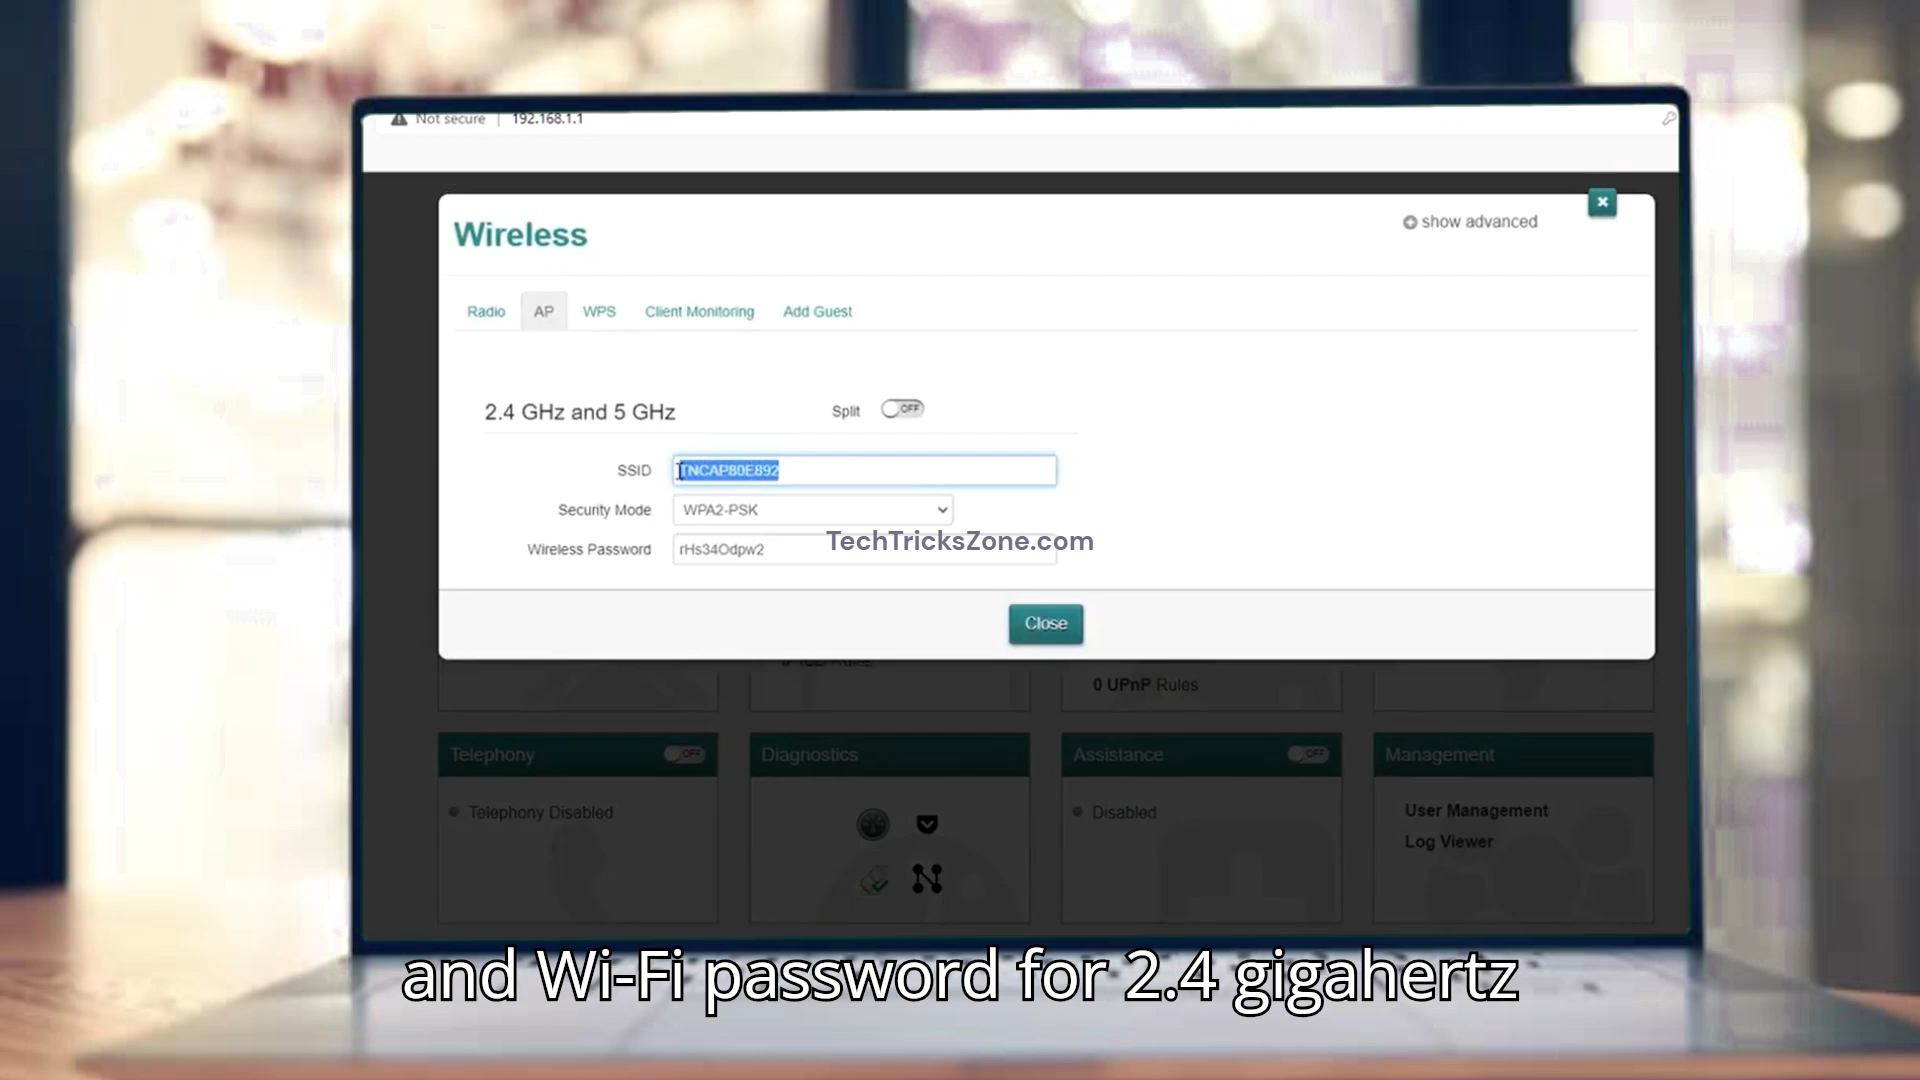 Not secure | 192.168.1.1
Wireless
show advanced
Radio AP WPS Client Monitoring Add Guest
2.4 GHz and 5 GHz Split OFF
SSID TNCAP80E892
Security Mode WPA2-PSK
Wireless Password rHs34Odpw2
TechTricksZone.com
Close
0 UPnP Rules
Telephony OFF Diagnostics Assistance OFF Management
Telephony Disabled Disabled User Management
Log Viewer
and Wi-Fi password for 2.4 gigahertz